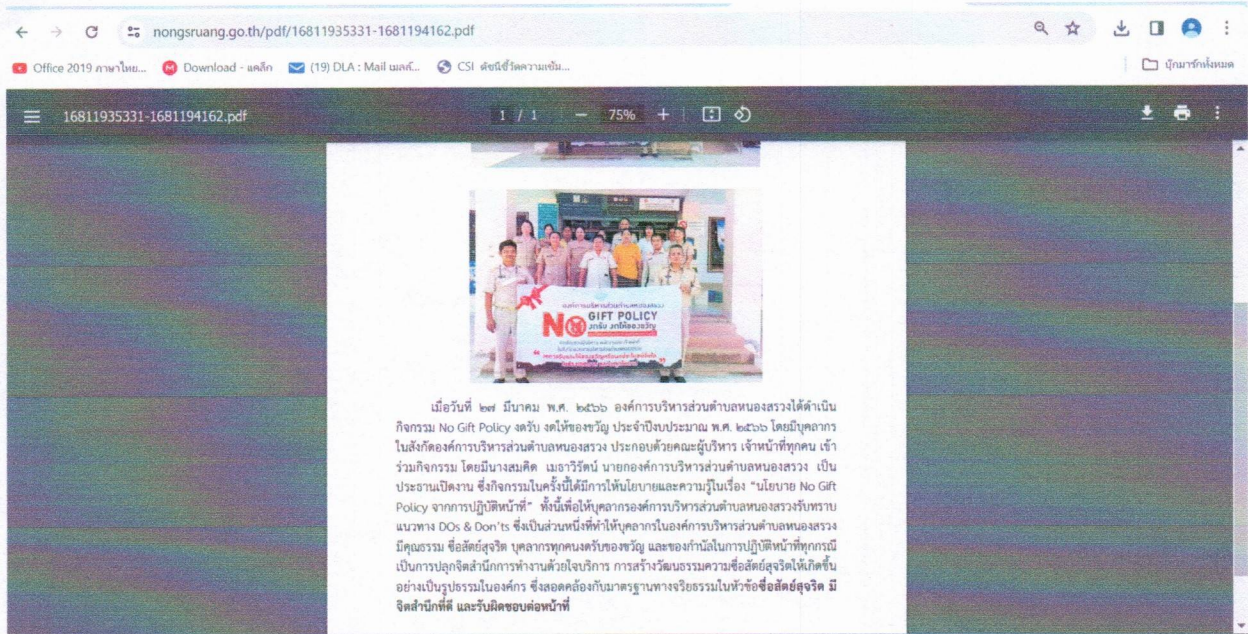 nongsruang.go.th/pdf/16811935331-1681194162.pdf
Office 2019 ภาษาไทย...
Download - แคล็ก
(19) DLA : Mail เมลค์...
CSI ดัชนีชี้วัดความเข้ม...
บุ๊กมาร์กทั้งหมด
16811935331-1681194162.pdf
1 / 1
75%
องค์การบริหารส่วนตำบลหนองสรวง
NO GIFT POLICY
งดรับ งดให้ของขวัญ
เมื่อวันที่ ๒๗ มีนาคม พ.ศ. ๒๕๖๖ องค์การบริหารส่วนตำบลหนองสรวงได้ดำเนิน
กิจกรรม No Gift Policy งดรับ งดให้ของขวัญ ประจำปีงบประมาณ พ.ศ. ๒๕๖๖ โดยมีบุคลากร
ในสังกัดองค์การบริหารส่วนตำบลหนองสรวง ประกอบด้วยคณะผู้บริหาร เจ้าหน้าที่ทุกคน เข้า
ร่วมกิจกรรม โดยมีนางสมคิด เมธาวิรัตน์ นายกองค์การบริหารส่วนตำบลหนองสรวง เป็น
ประธานเปิดงาน ซึ่งกิจกรรมในครั้งนี้ได้มีการให้นโยบายและความรู้ในเรื่อง "นโยบาย No Gift
Policy จากการปฏิบัติหน้าที่" ทั้งนี้เพื่อให้บุคลากรองค์การบริหารส่วนตำบลหนองสรวงรับทราบ
แนวทาง DOs & Don'ts ซึ่งเป็นส่วนหนึ่งที่ทำให้บุคลากรในองค์การบริหารส่วนตำบลหนองสรวง
มีคุณธรรม ซื่อสัตย์สุจริต บุคลากรทุกคนงดรับของขวัญ และของกำนัลในการปฏิบัติหน้าที่ทุกกรณี
เป็นการปลุกจิตสำนึกการทำงานด้วยใจบริการ การสร้างวัฒนธรรมความซื่อสัตย์สุจริตให้เกิดขึ้น
อย่างเป็นรูปธรรมในองค์กร ซึ่งสอดคล้องกับมาตรฐานทางจริยธรรมในหัวข้อซื่อสัตย์สุจริต มี
จิตสำนึกที่ดี และรับผิดชอบต่อหน้าที่